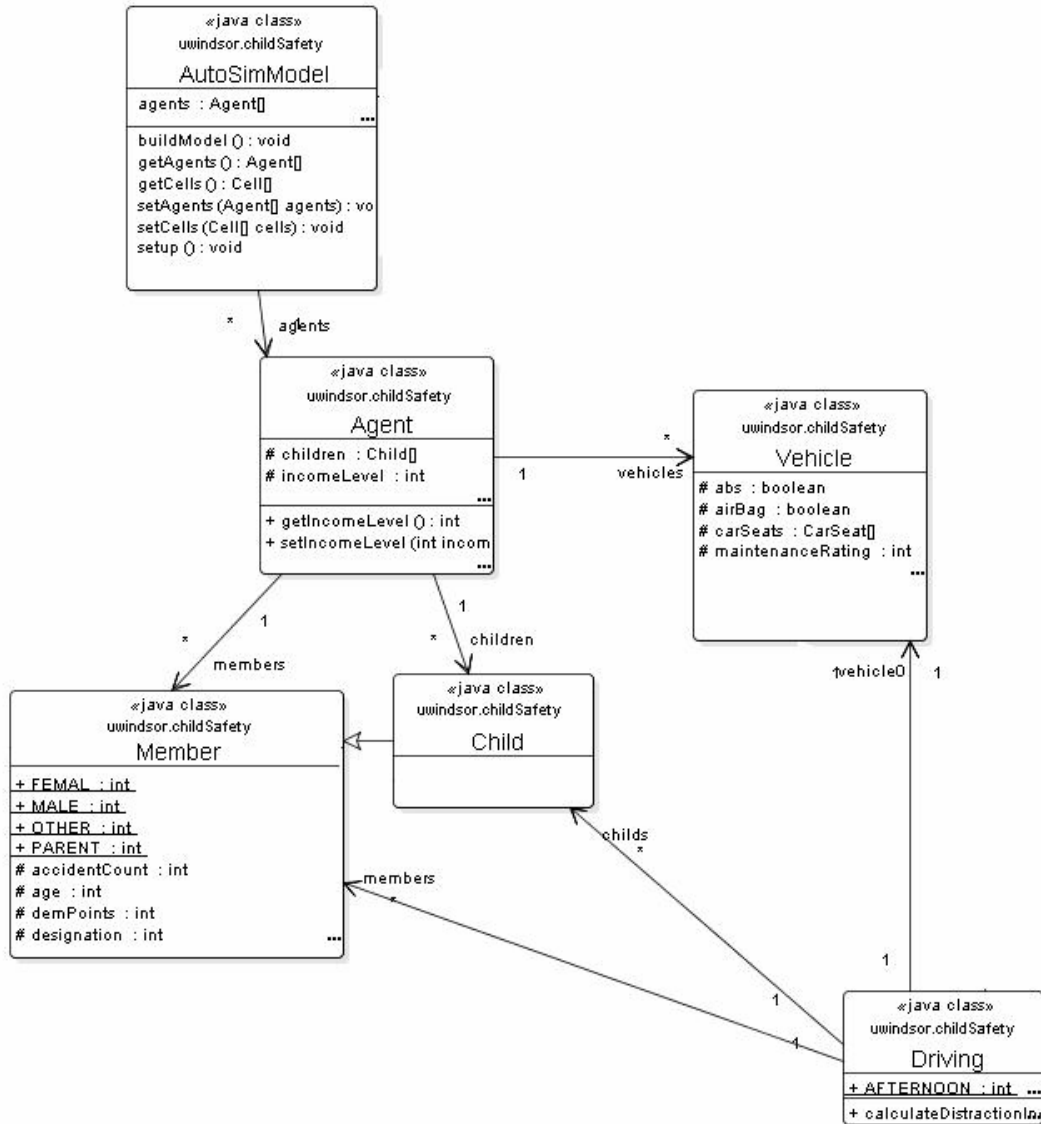 «java class»
uwindsor.childSafety
AutoSimModel
agents : Agent[]
...
buildModel () : void
getAgents () : Agent[]
getCells () : Cell[]
setAgents (Agent[] agents) : vo
setCells (Cell[] cells) : void
setup () : void
*
1
agents
«java class»
uwindsor.childSafety
Agent
# children : Child[]
# incomeLevel : int
...
+ getIncomeLevel () : int
+ setIncomeLevel (int incom
...
1
*
vehicles
«java class»
uwindsor.childSafety
Vehicle
# abs : boolean
# airBag : boolean
# carSeats : CarSeat[]
# maintenanceRating : int
...
1
*
members
1
*
children
«java class»
uwindsor.childSafety
Member
+ FEMAL : int
+ MALE : int
+ OTHER : int
+ PARENT : int
# accidentCount : int
# age : int
# demPoints : int
# designation : int
...
«java class»
uwindsor.childSafety
Child
1
vehicle0
1
childs
*
members
*
1
1
1
«java class»
uwindsor.childSafety
Driving
+ AFTERNOON : int ...
+ calculateDistractionIn...